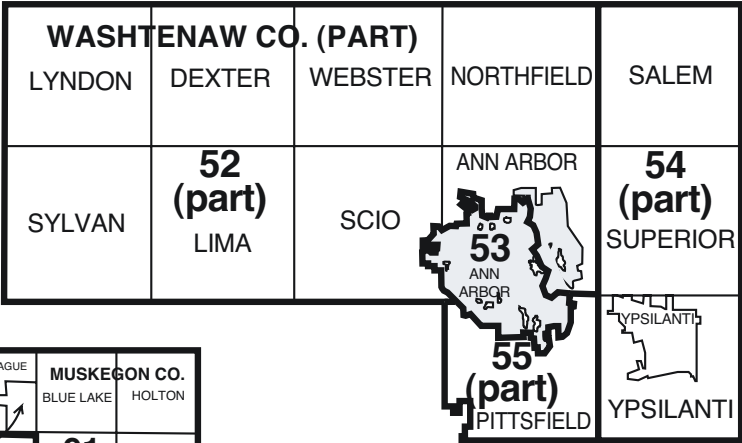 WASHTENAW CO. (PART)
LYNDON
DEXTER
WEBSTER
NORTHFIELD
SALEM
SYLVAN
52
(part)
LIMA
SCIO
ANN ARBOR
53
ANN
ARBOR
54
(part)
SUPERIOR
55
(part)
PITTSFIELD
YPSILANTI
YPSILANTI
AGUE
MUSKEGON CO.
BLUE LAKE
HOLTON